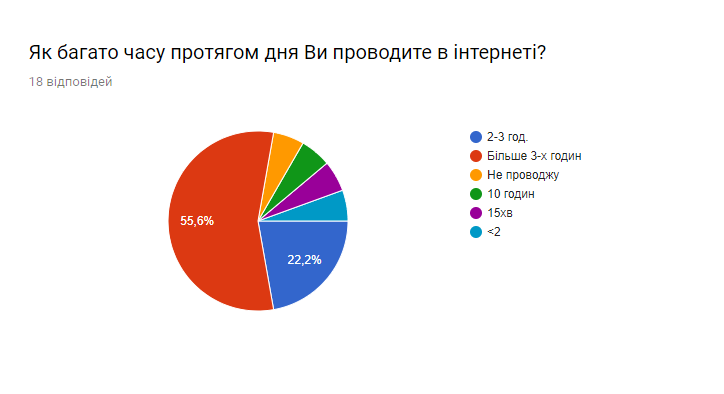 Як багато часу протягом дня Ви проводите в інтернеті?
18 відповідей
55,6%
22,2%
2-3 год.
Більше 3-х годин
Не проводжу
10 годин
15хв
<2